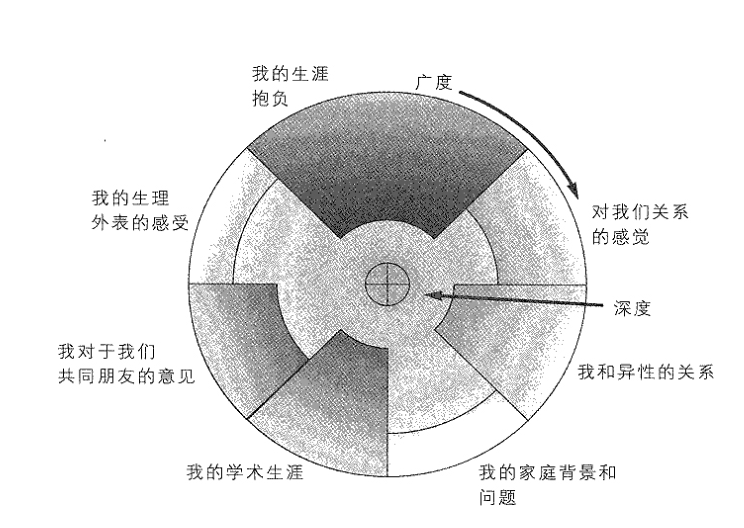 我的生涯
抱负
广度
我的生理
外表的感受
对我们关系
的感觉
深度
我对于我们
共同朋友的意见
我和异性的关系
我的学术生涯
我的家庭背景和
问题